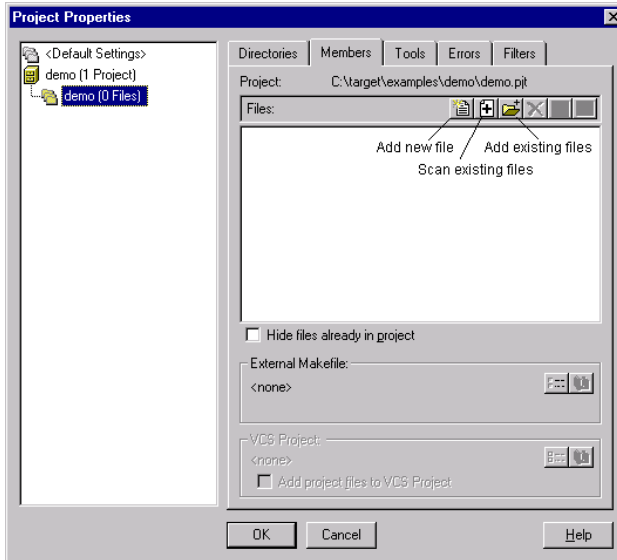 Project Properties
<Default Settings>
demo (1 Project)
demo (0 Files)
Directories Members Tools Errors Filters
Project: C:\target\examples\demo\demo.pjt
Files:
Add new file Add existing files
Scan existing files
Hide files already in project
External Makefile:
<none>
VCS Project:
<none>
Add project files to VCS Project
OK Cancel Help